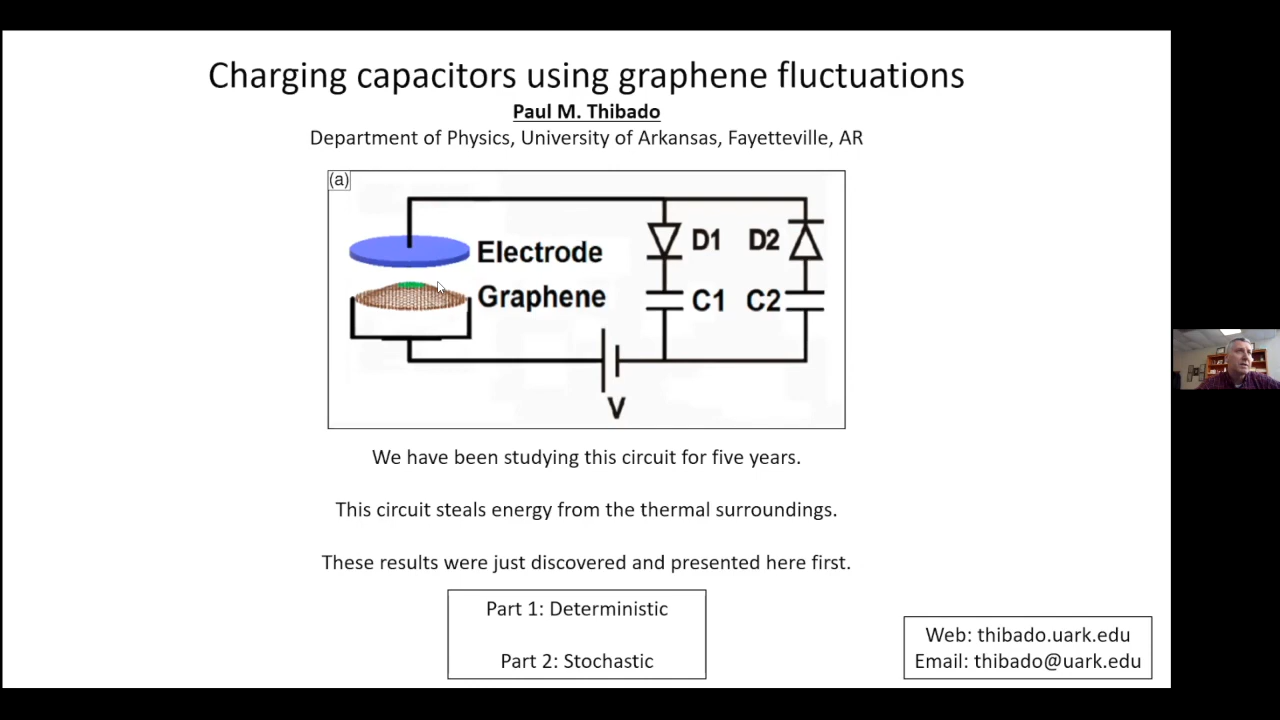 Charging capacitors using graphene fluctuations
Paul M. Thibado
Department of Physics, University of Arkansas, Fayetteville, AR
(a)
Electrode
Graphene
D1
D2
C1
C2
V
We have been studying this circuit for five years.
This circuit steals energy from the thermal surroundings.
These results were just discovered and presented here first.
Part 1: Deterministic
Part 2: Stochastic
Web: thibado.uark.edu
Email: thibado@uark.edu